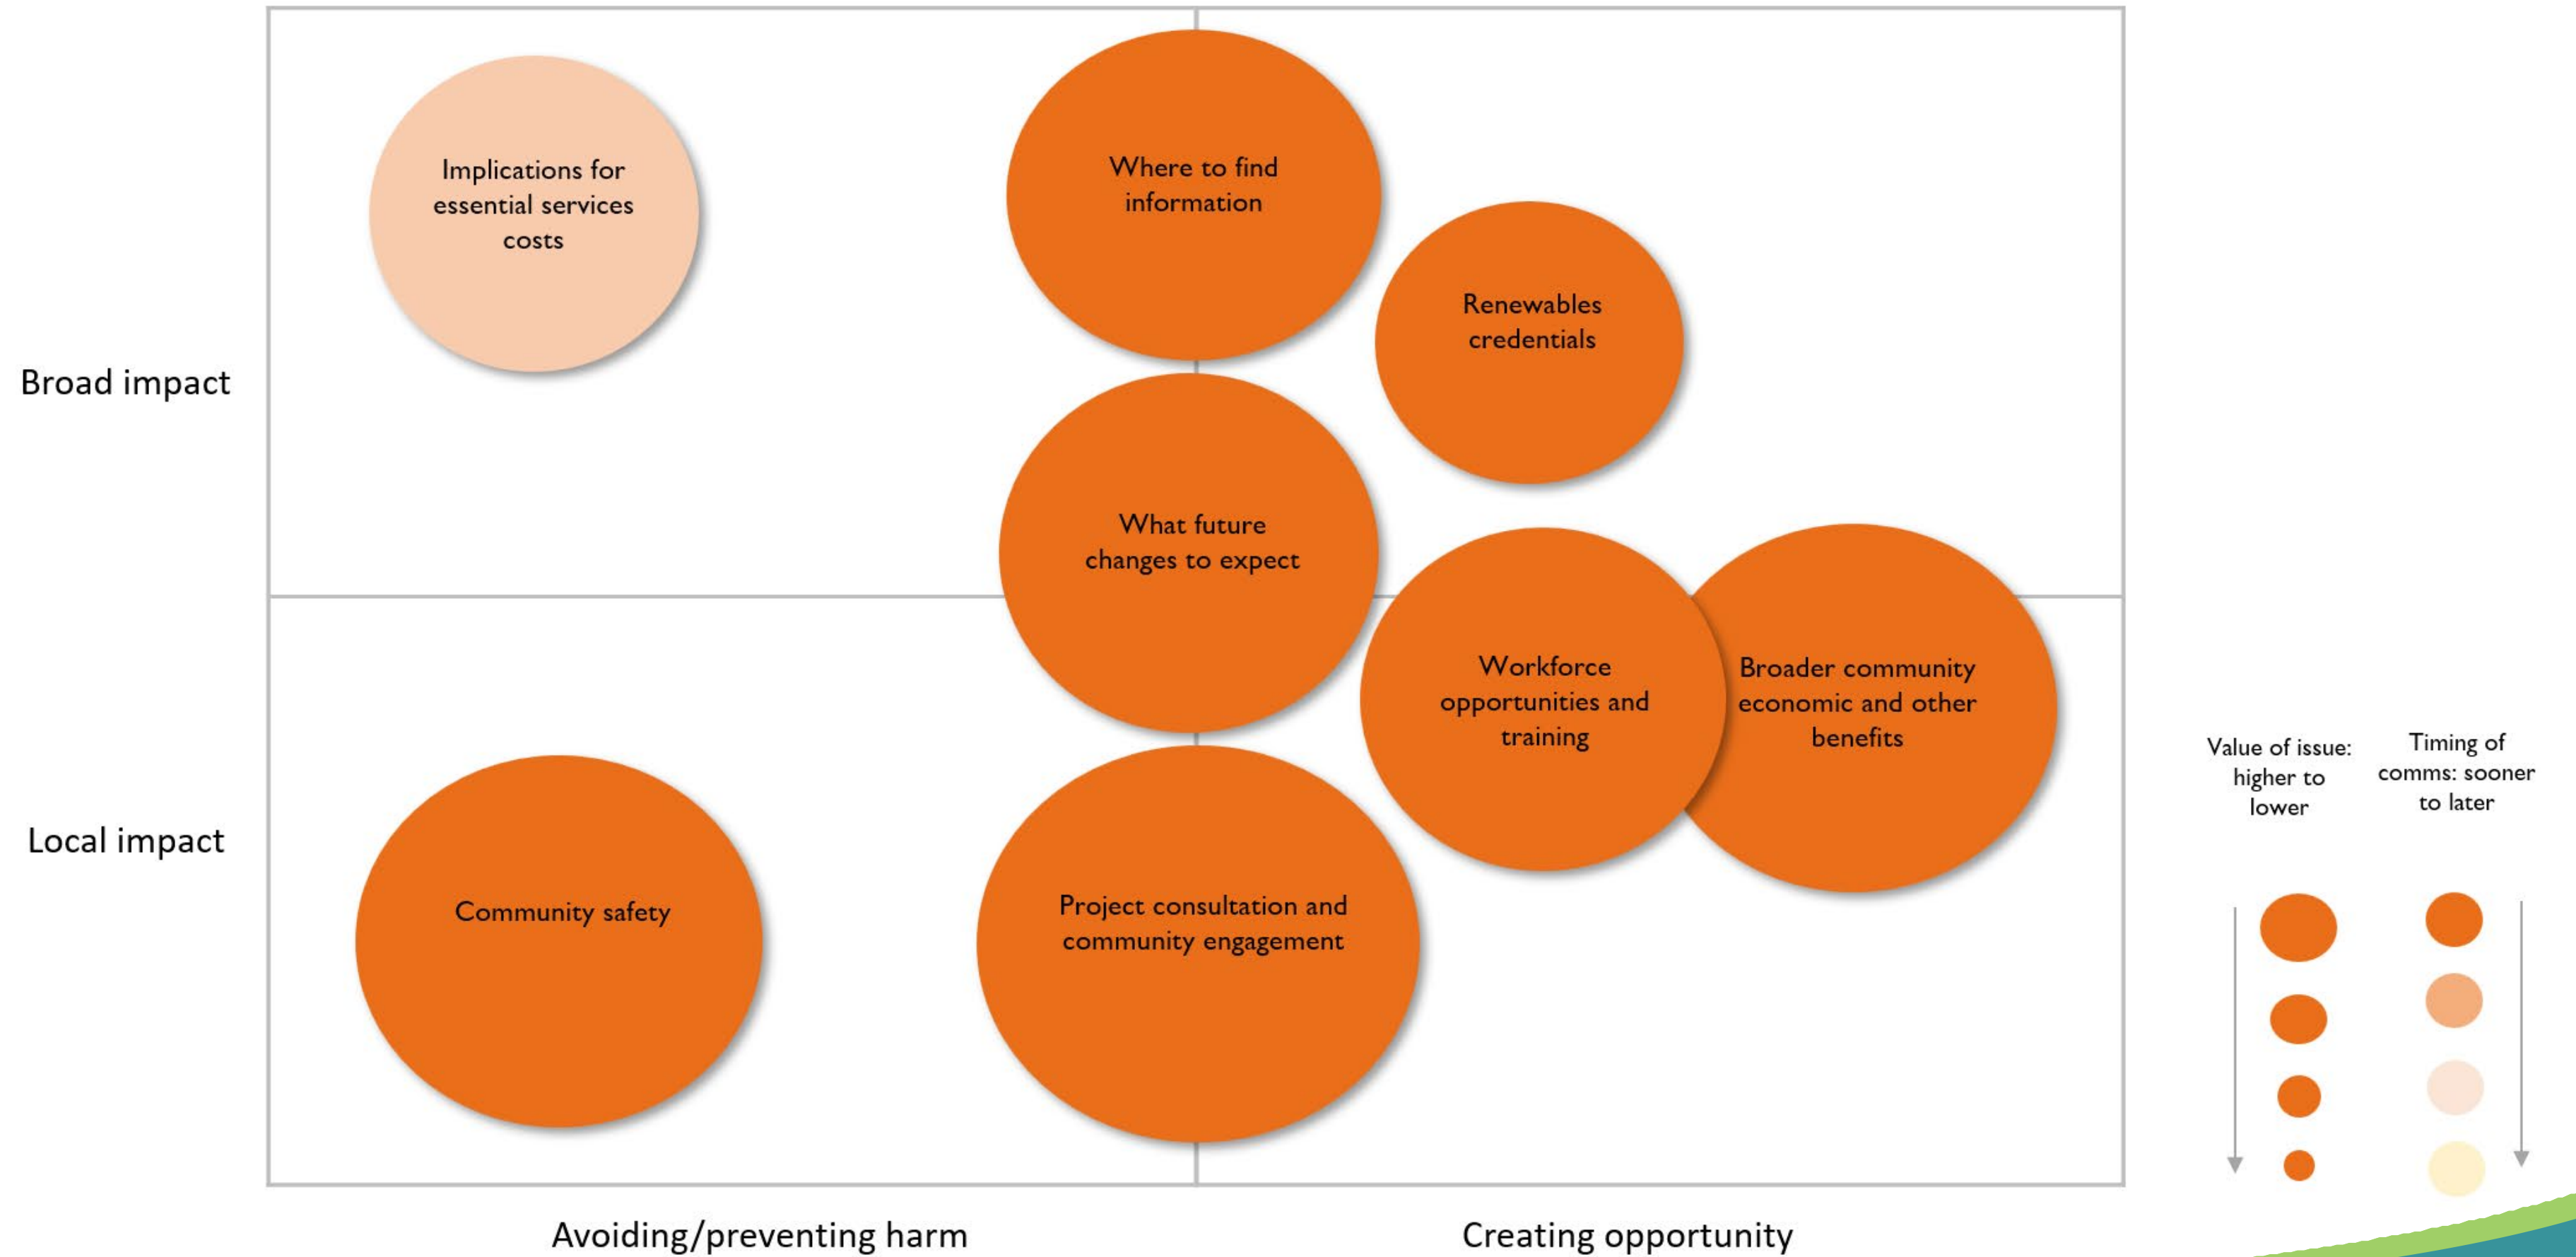 Implications for
essential services
costs
Where to find
information
Renewables
credentials
Broad impact
What future
changes to expect
Workforce
opportunities and
training
Broader community
economic and other
benefits
Local impact
Community safety
Project consultation and
community engagement
Value of issue:
higher to
lower
Timing of
comms: sooner
to later
Avoiding/preventing harm
Creating opportunity